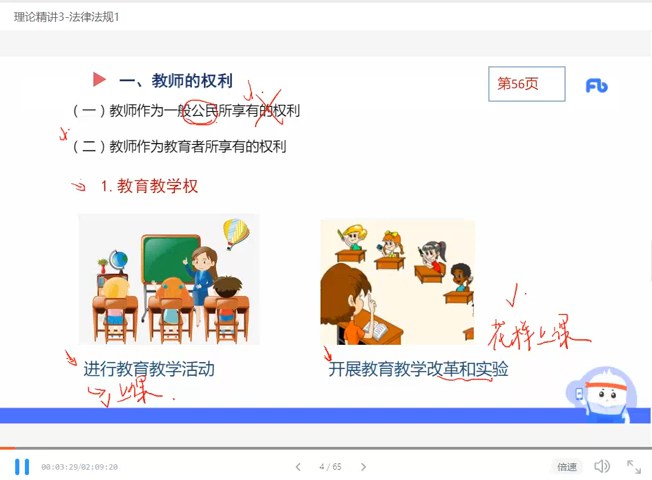 理论精讲3-法律法规1
一、教师的权利
第56页
（一）教师作为一般公民所享有的权利
（二）教师作为教育者所享有的权利
1. 教育教学权
花样上课
进行教育教学活动
开展教育教学改革和实验
上课
00:03:29/02:09:20
4 / 65
倍速